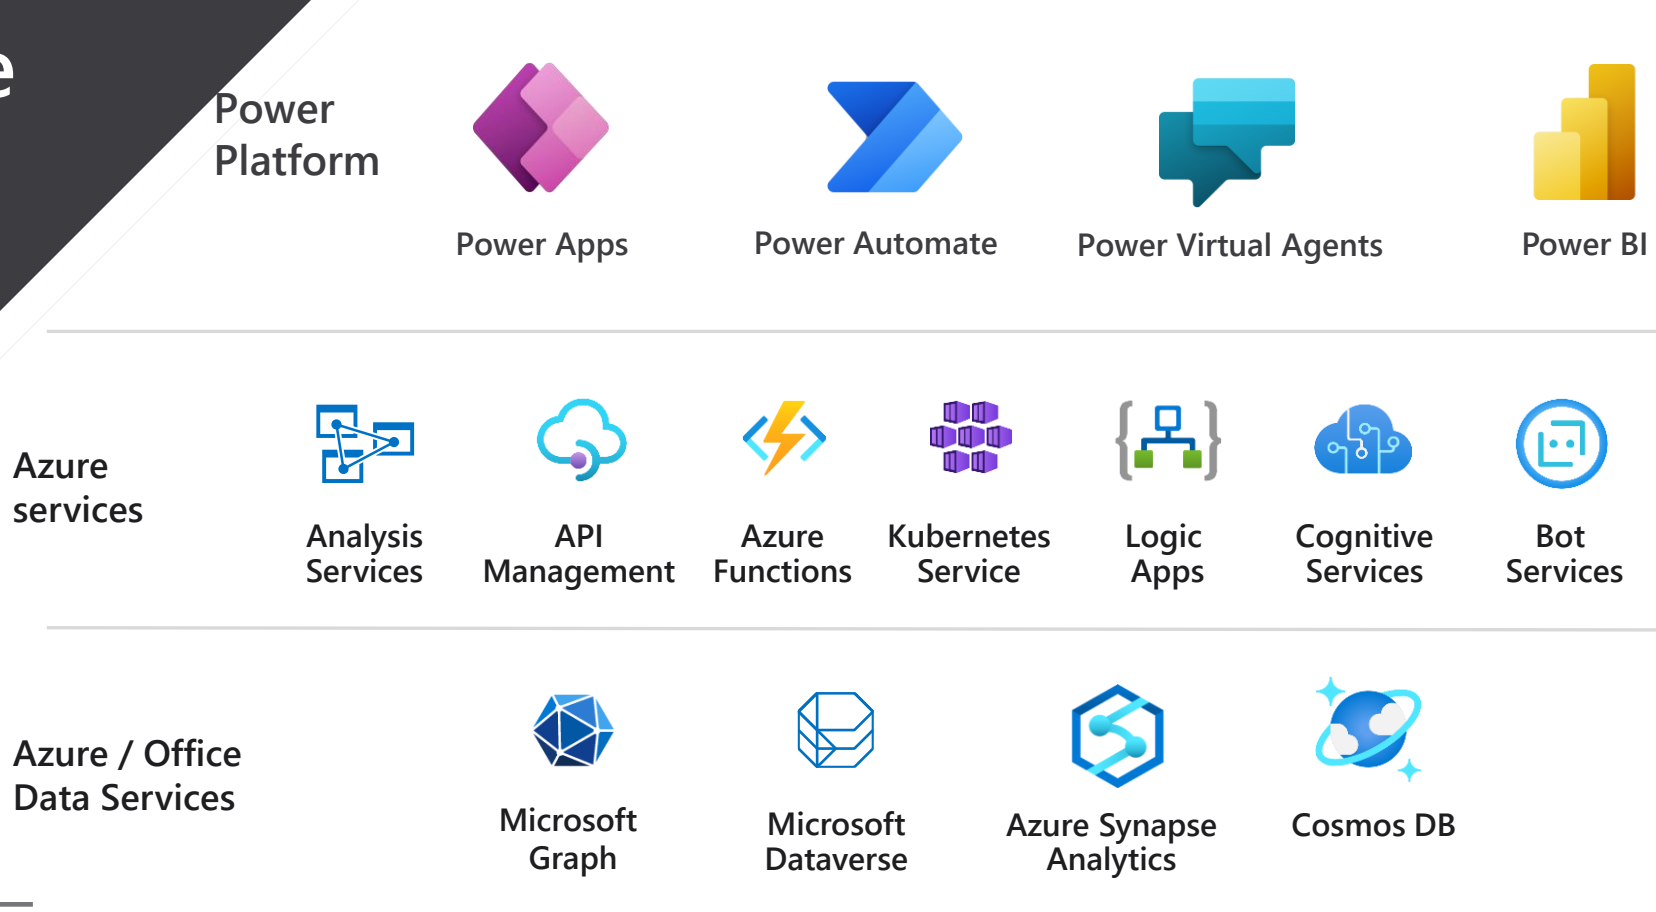 e
Power
Platform
Power Apps
Power Automate
Power Virtual Agents
Power BI
Azure
services
Analysis
Services
API
Management
Azure
Functions
Kubernetes
Service
Logic
Apps
Cognitive
Services
Bot
Services
Azure / Office
Data Services
Microsoft
Graph
Microsoft
Dataverse
Azure Synapse
Analytics
Cosmos DB